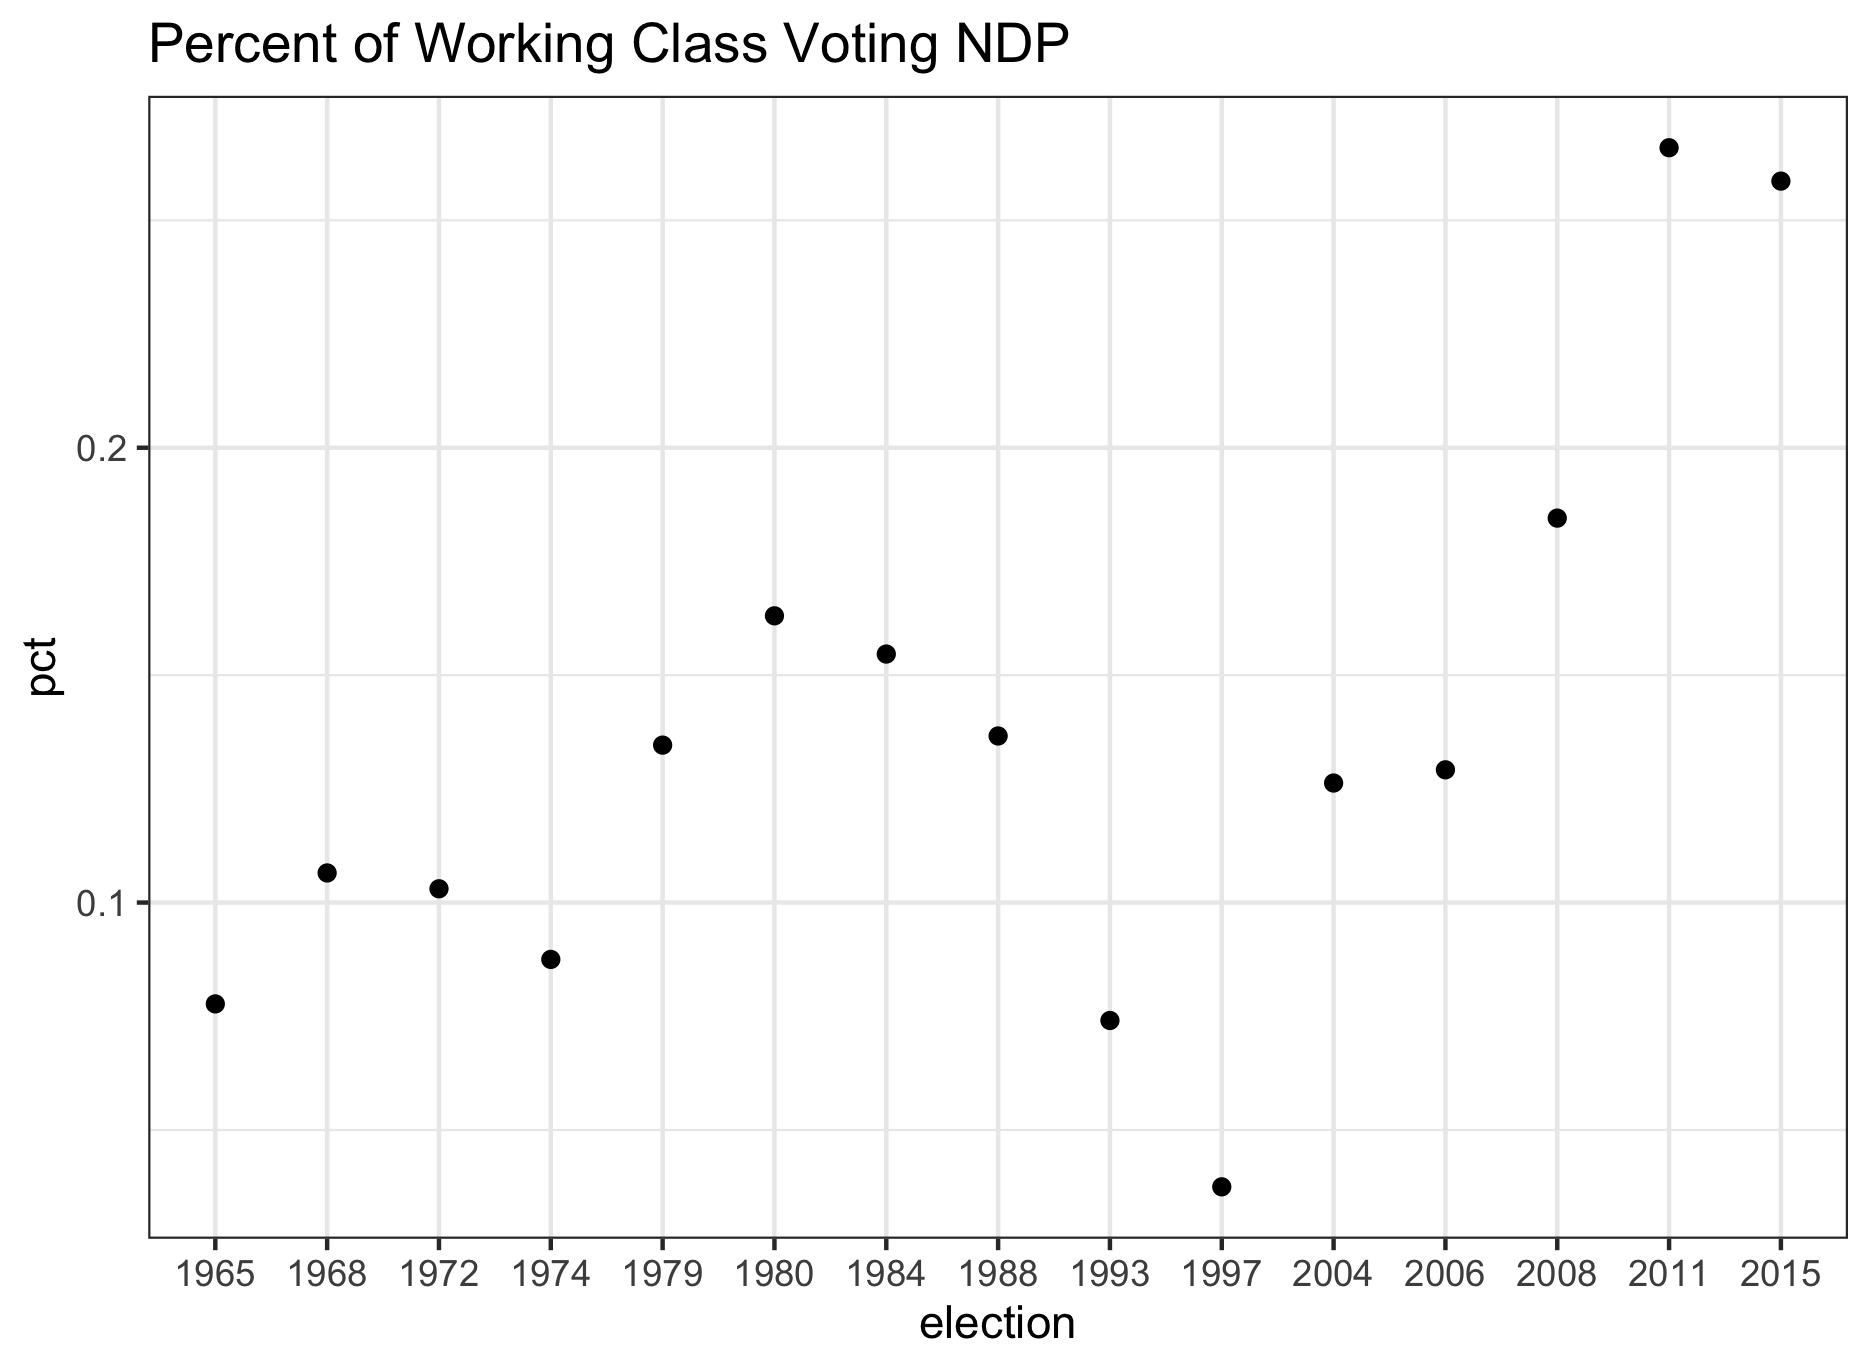 Percent of Working Class Voting NDP
pct
0.2
0.1
1965 1968 1972 1974 1979 1980 1984 1988 1993 1997 2004 2006 2008 2011 2015
election